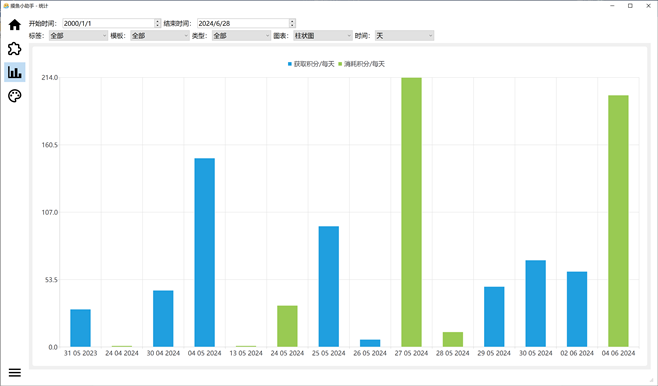 摸鱼小助手 - 统计
开始时间： 2000/1/1 结束时间： 2024/6/28
标签： 全部 模板： 全部 类型： 全部 图表： 柱状图 时间： 天
获取积分/每天 消耗积分/每天
214.0
160.5
107.0
53.5
0.0
31 05 2023 24 04 2024 30 04 2024 04 05 2024 13 05 2024 24 05 2024 25 05 2024 26 05 2024 27 05 2024 28 05 2024 29 05 2024 30 05 2024 02 06 2024 04 06 2024